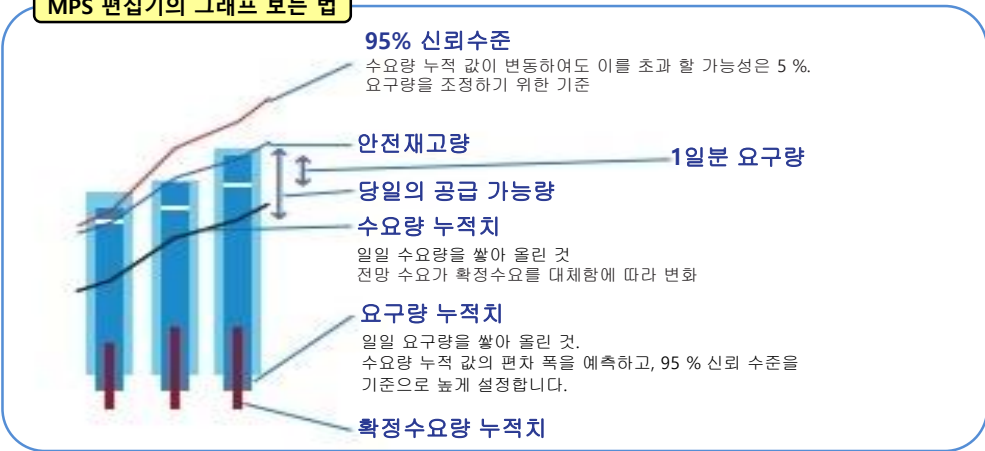 MPS 편집기의 그래프 보는 법
95% 신뢰수준
수요량 누적 값이 변동하여도 이를 초과 할 가능성은 5 %.
요구량을 조정하기 위한 기준
안전재고량
1일분 요구량
당일의 공급 가능량
수요량 누적치
일일 수요량을 쌓아 올린 것
전망 수요가 확정수요를 대체함에 따라 변화
요구량 누적치
일일 요구량을 쌓아 올린 것.
수요량 누적 값의 편차 폭을 예측하고, 95 % 신뢰 수준을
기준으로 높게 설정합니다.
확정수요량 누적치